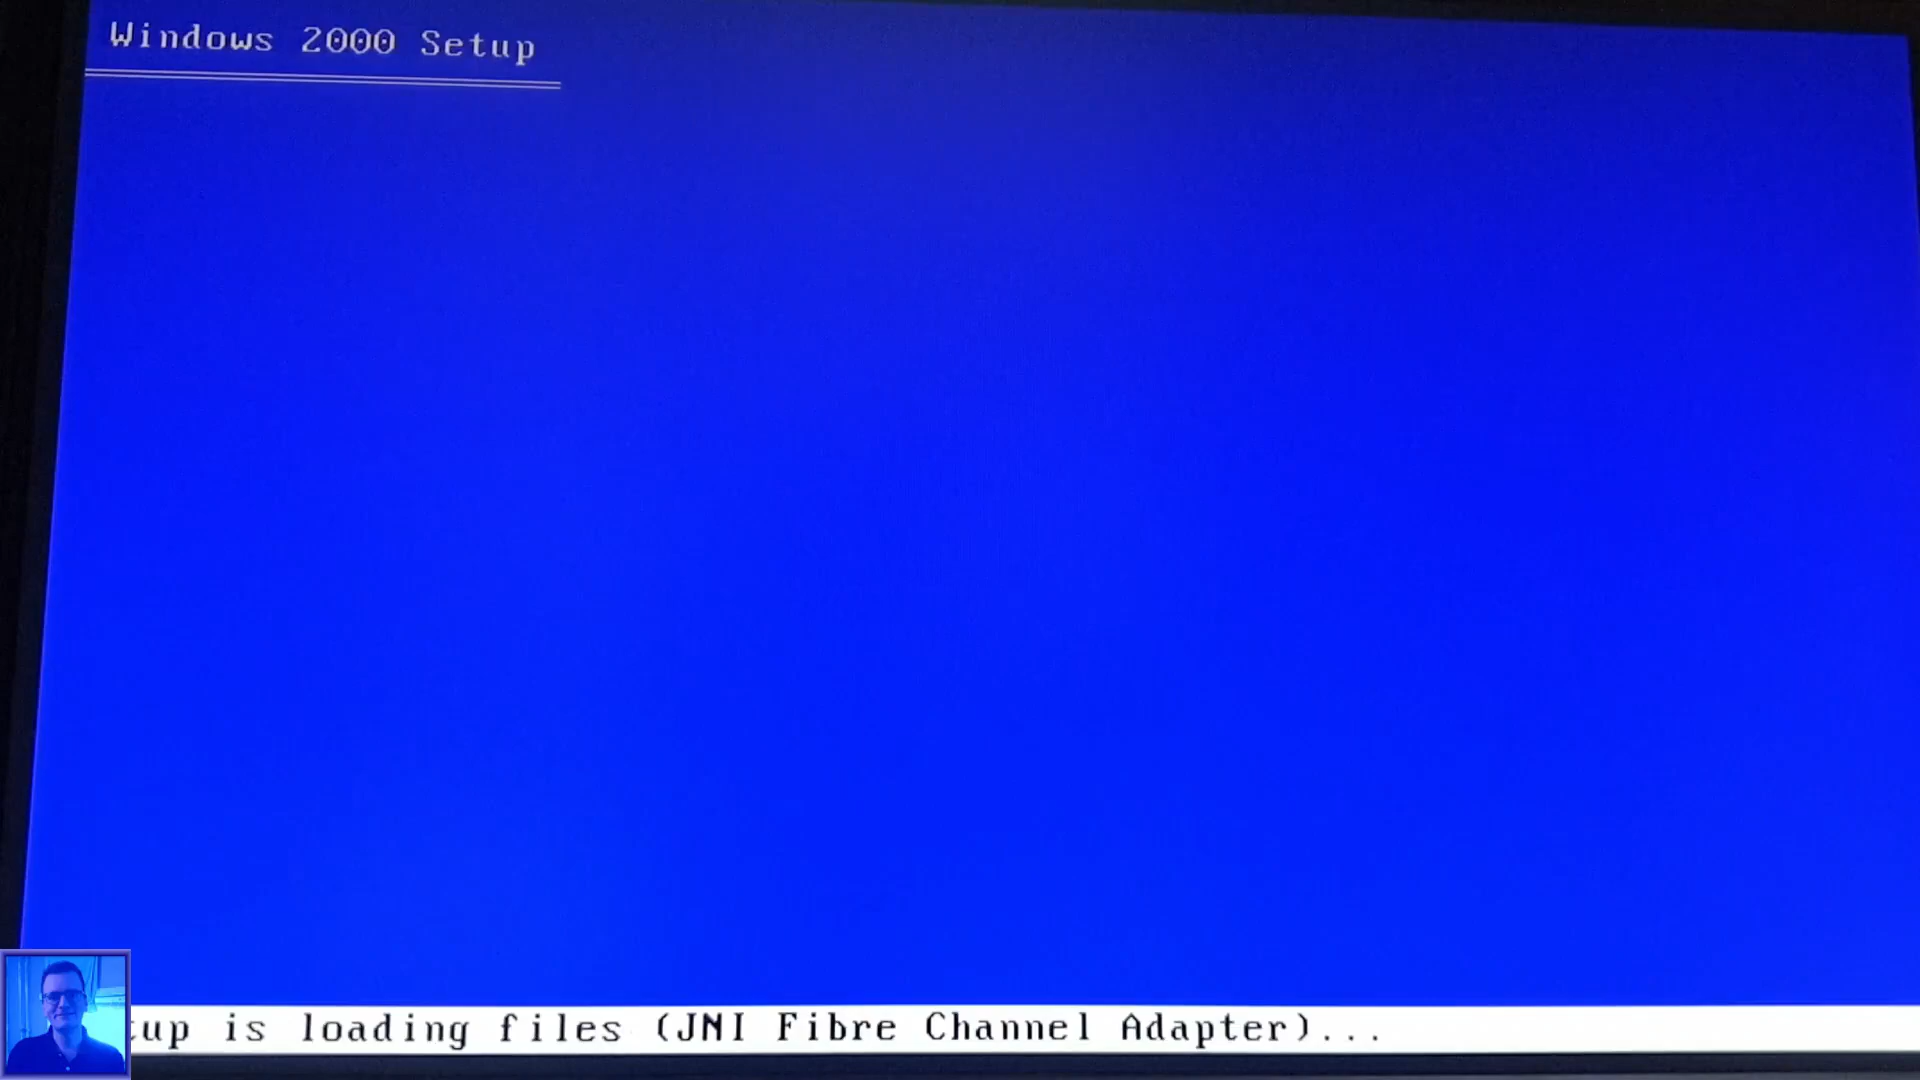 Windows 2000 Setup
up is loading files (JNI Fibre Channel Adapter)...